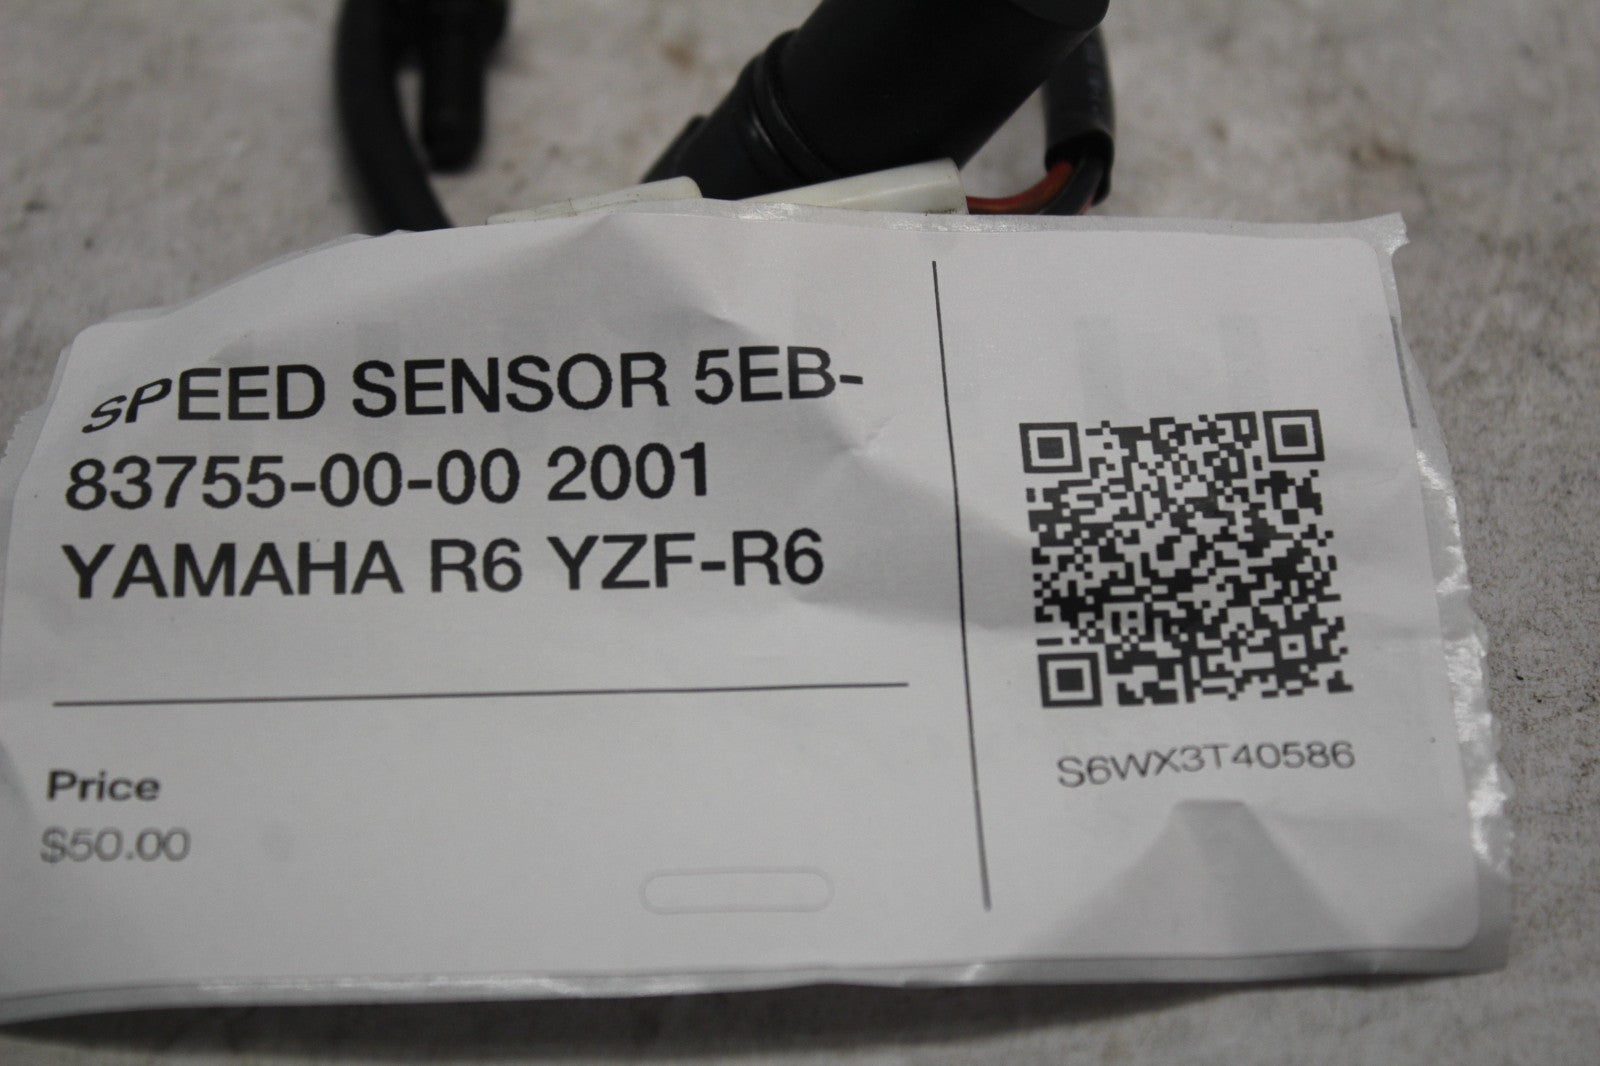 SPEED SENSOR 5EB-
83755-00-00 2001
YAMAHA R6 YZF-R6
Price
$50.00
S6WX3T40586